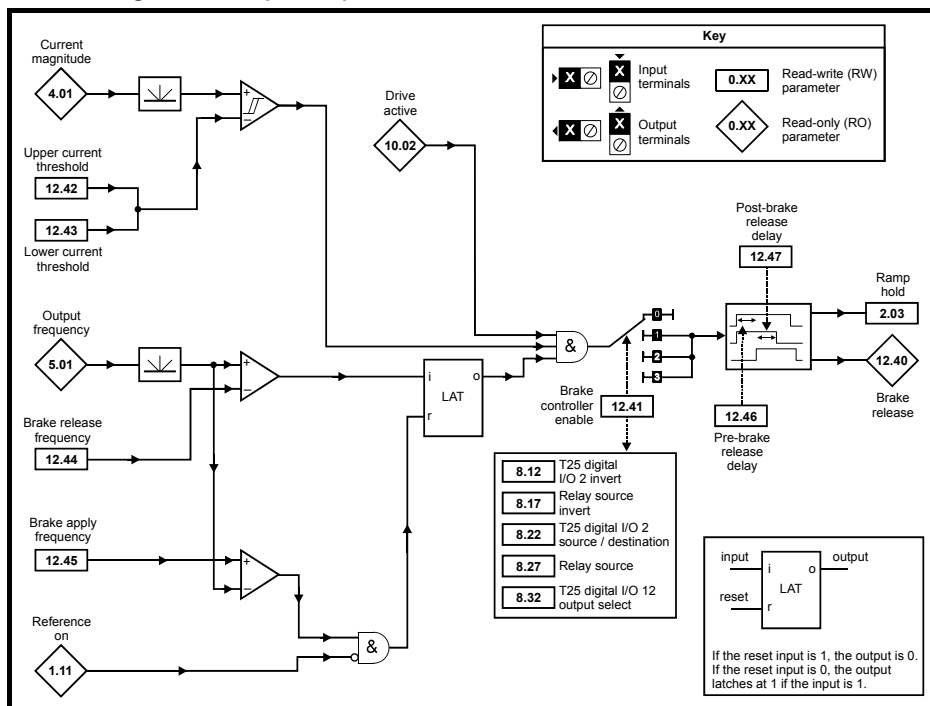 Current
magnitude
4.01
+
−
Upper current
threshold
12.42
12.43
Lower current
threshold
Drive
active
10.02
Key
X
X
Input
terminals
0.XX
Read-write (RW)
parameter
X
X
Output
terminals
0.XX
Read-only (RO)
parameter
Output
frequency
5.01
+
−
Brake release
frequency
12.44
i
o
LAT
r
&
0
1
2
3
Brake
controller
enable
12.41
Post-brake
release
delay
12.47
12.46
Pre-brake
release
delay
Ramp
hold
2.03
12.40
Brake
release
Brake apply
frequency
12.45
+
−
Reference
on
1.11
&
8.12
T25 digital
I/O 2 invert
8.17
Relay source
invert
8.22
T25 digital I/O 2
source / destination
8.27
Relay source
8.32
T25 digital I/O 12
output select
input
i
o
output
LAT
reset
r
If the reset input is 1, the output is 0.
If the reset input is 0, the output
latches at 1 if the input is 1.